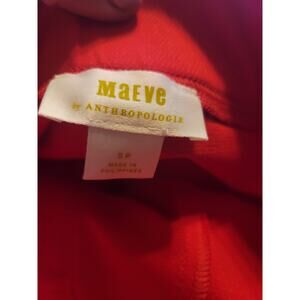 MAEVE
BY ANTHROPOLOGIE
SP
MADE IN
PHILIPPINES